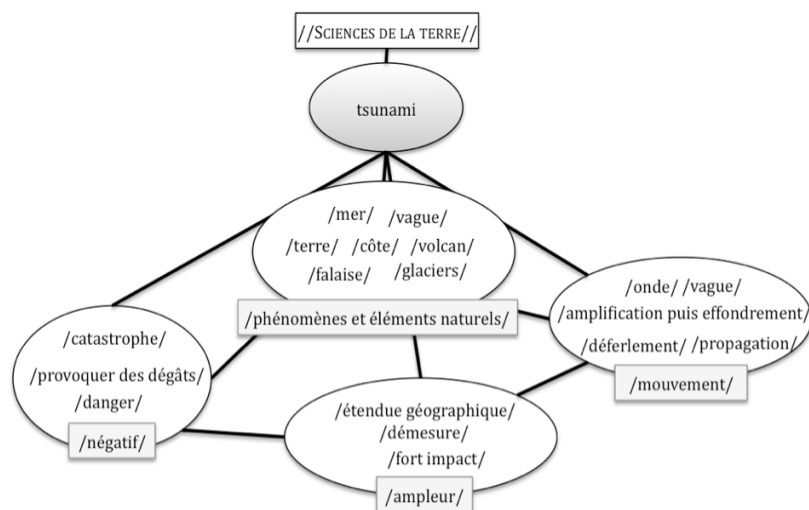 //SCIENCES DE LA TERRE//
tsunami
/mer/ /vague/
/terre/ /côte/ /volcan/
/falaise/ /glaciers/
/phénomènes et éléments naturels/
/onde/ /vague/
/amplification puis effondrement/
/déferlement/ /propagation/
/mouvement/
/catastrophe/
/provoquer des dégâts/
/danger/
/négatif/
/étendue géographique/
/démesure/
/fort impact/
/ampleur/